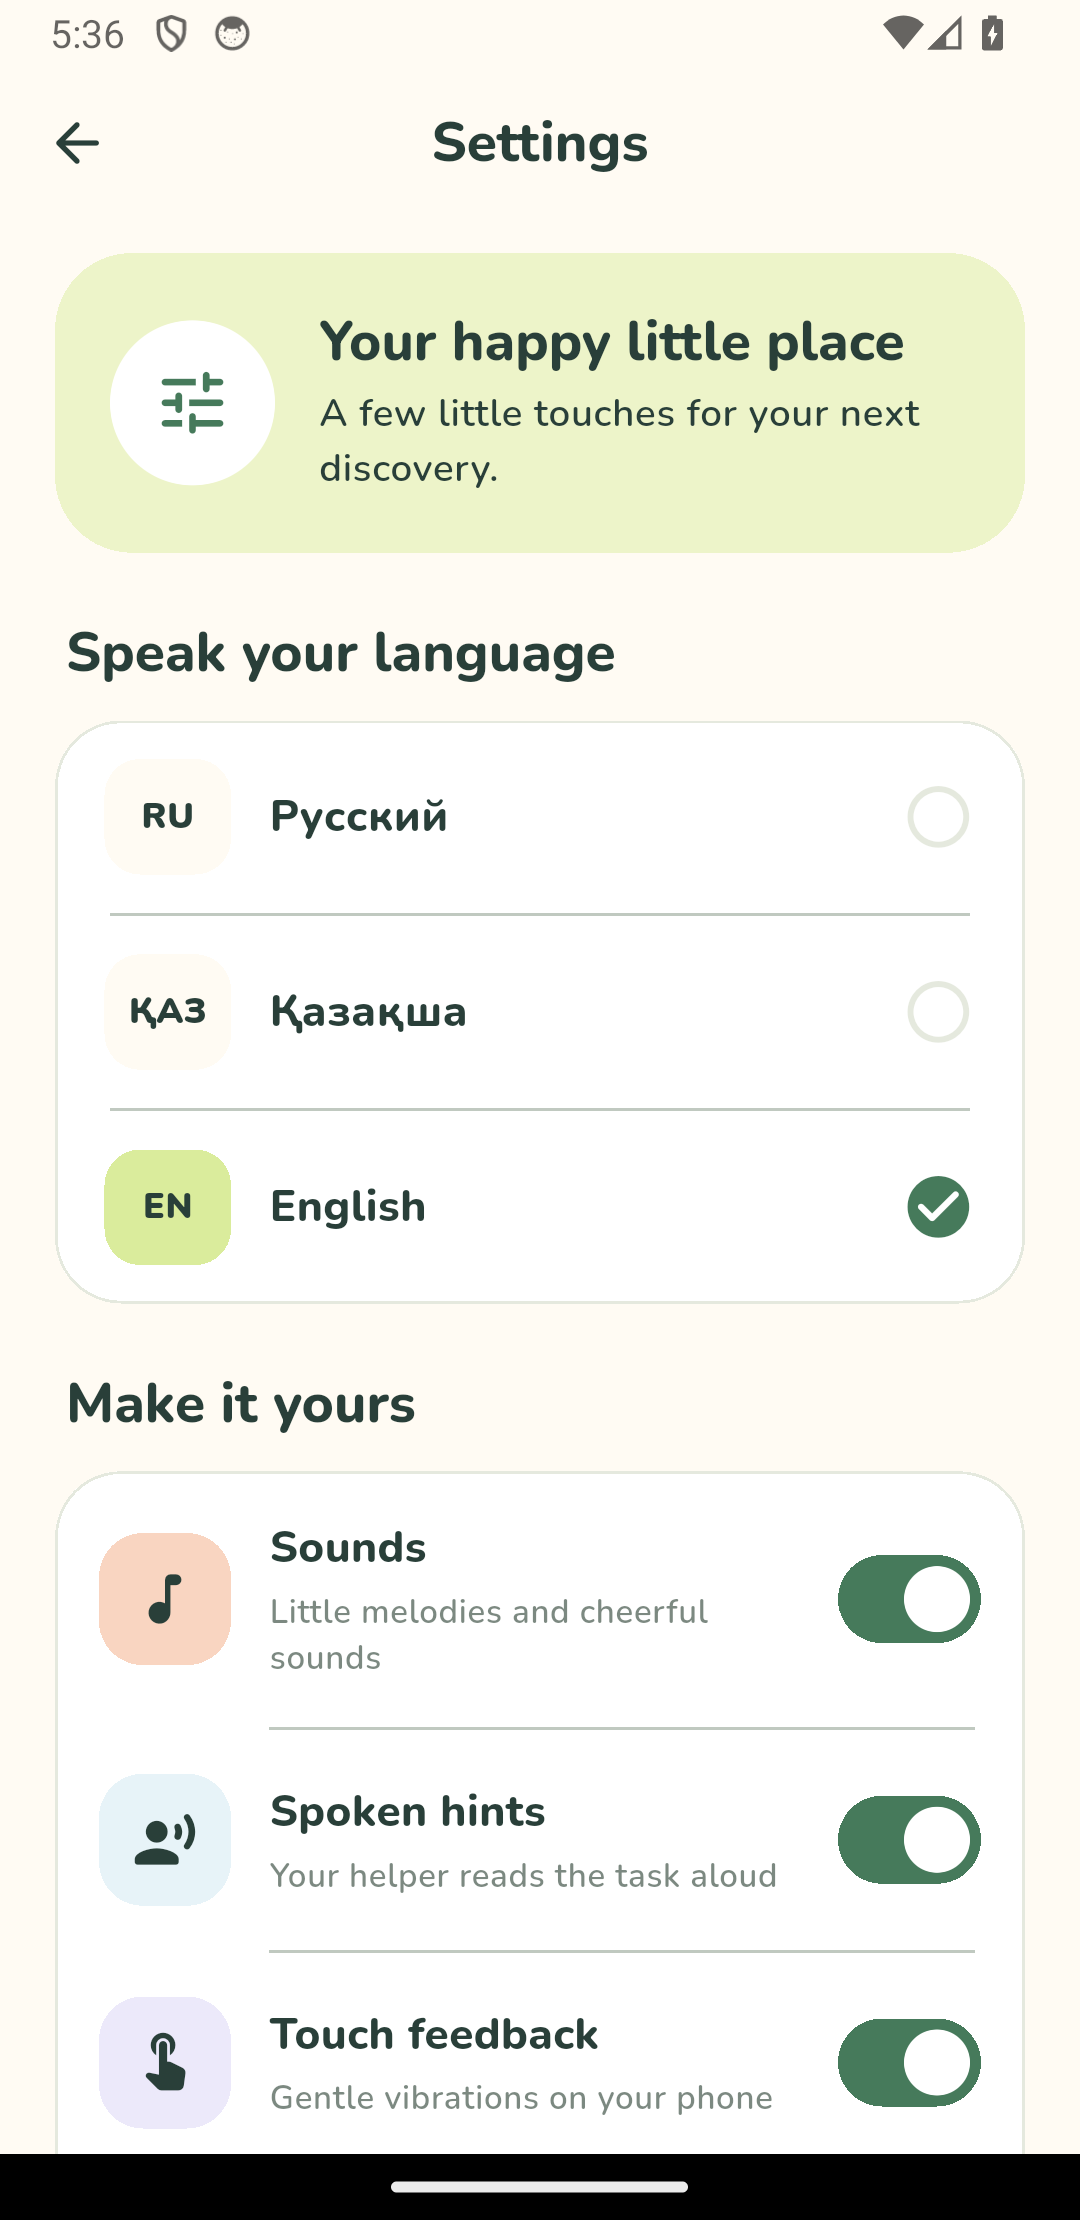 5:36
Settings
Your happy little place
A few little touches for your next
discovery.
Speak your language
RU
Русский
ҚАЗ
Қазақша
EN
English
Make it yours
Sounds
Little melodies and cheerful
sounds
Spoken hints
Your helper reads the task aloud
Touch feedback
Gentle vibrations on your phone